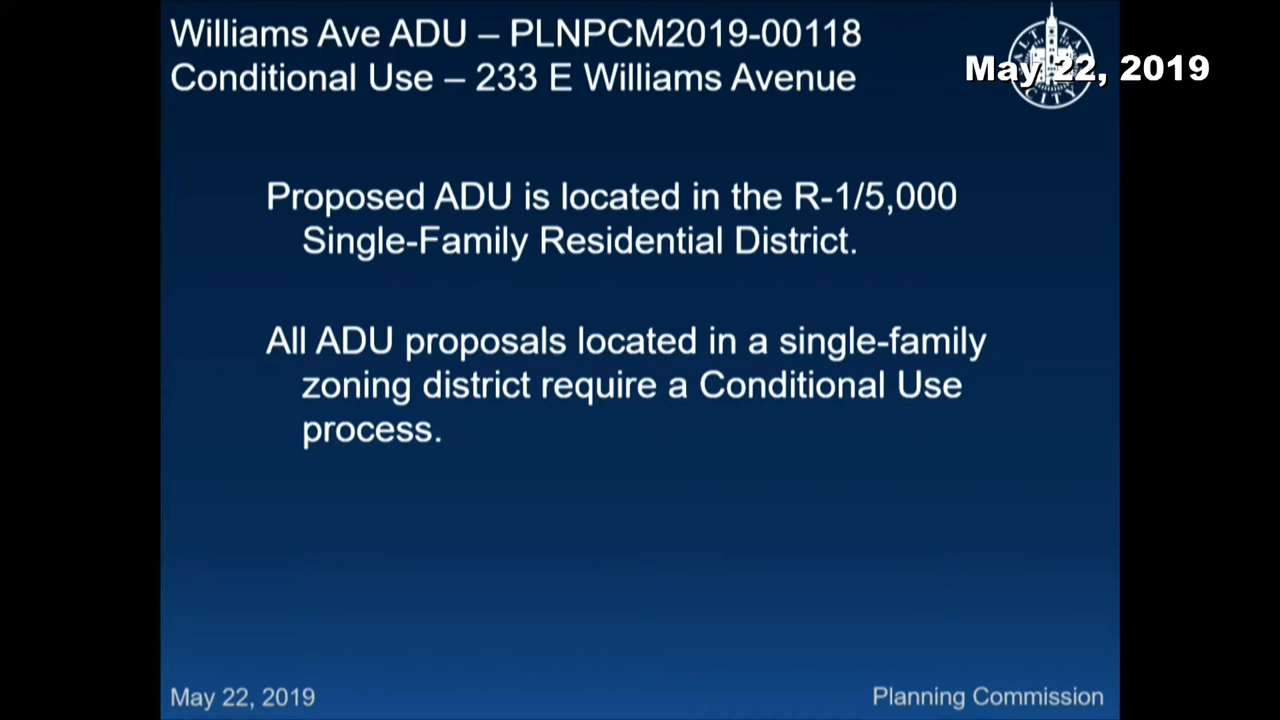 Williams Ave ADU – PLNPCM2019-00118
Conditional Use – 233 E Williams Avenue
May 22, 2019
CITY
Proposed ADU is located in the R-1/5,000
Single-Family Residential District.
All ADU proposals located in a single-family
zoning district require a Conditional Use
process.
May 22, 2019
Planning Commission